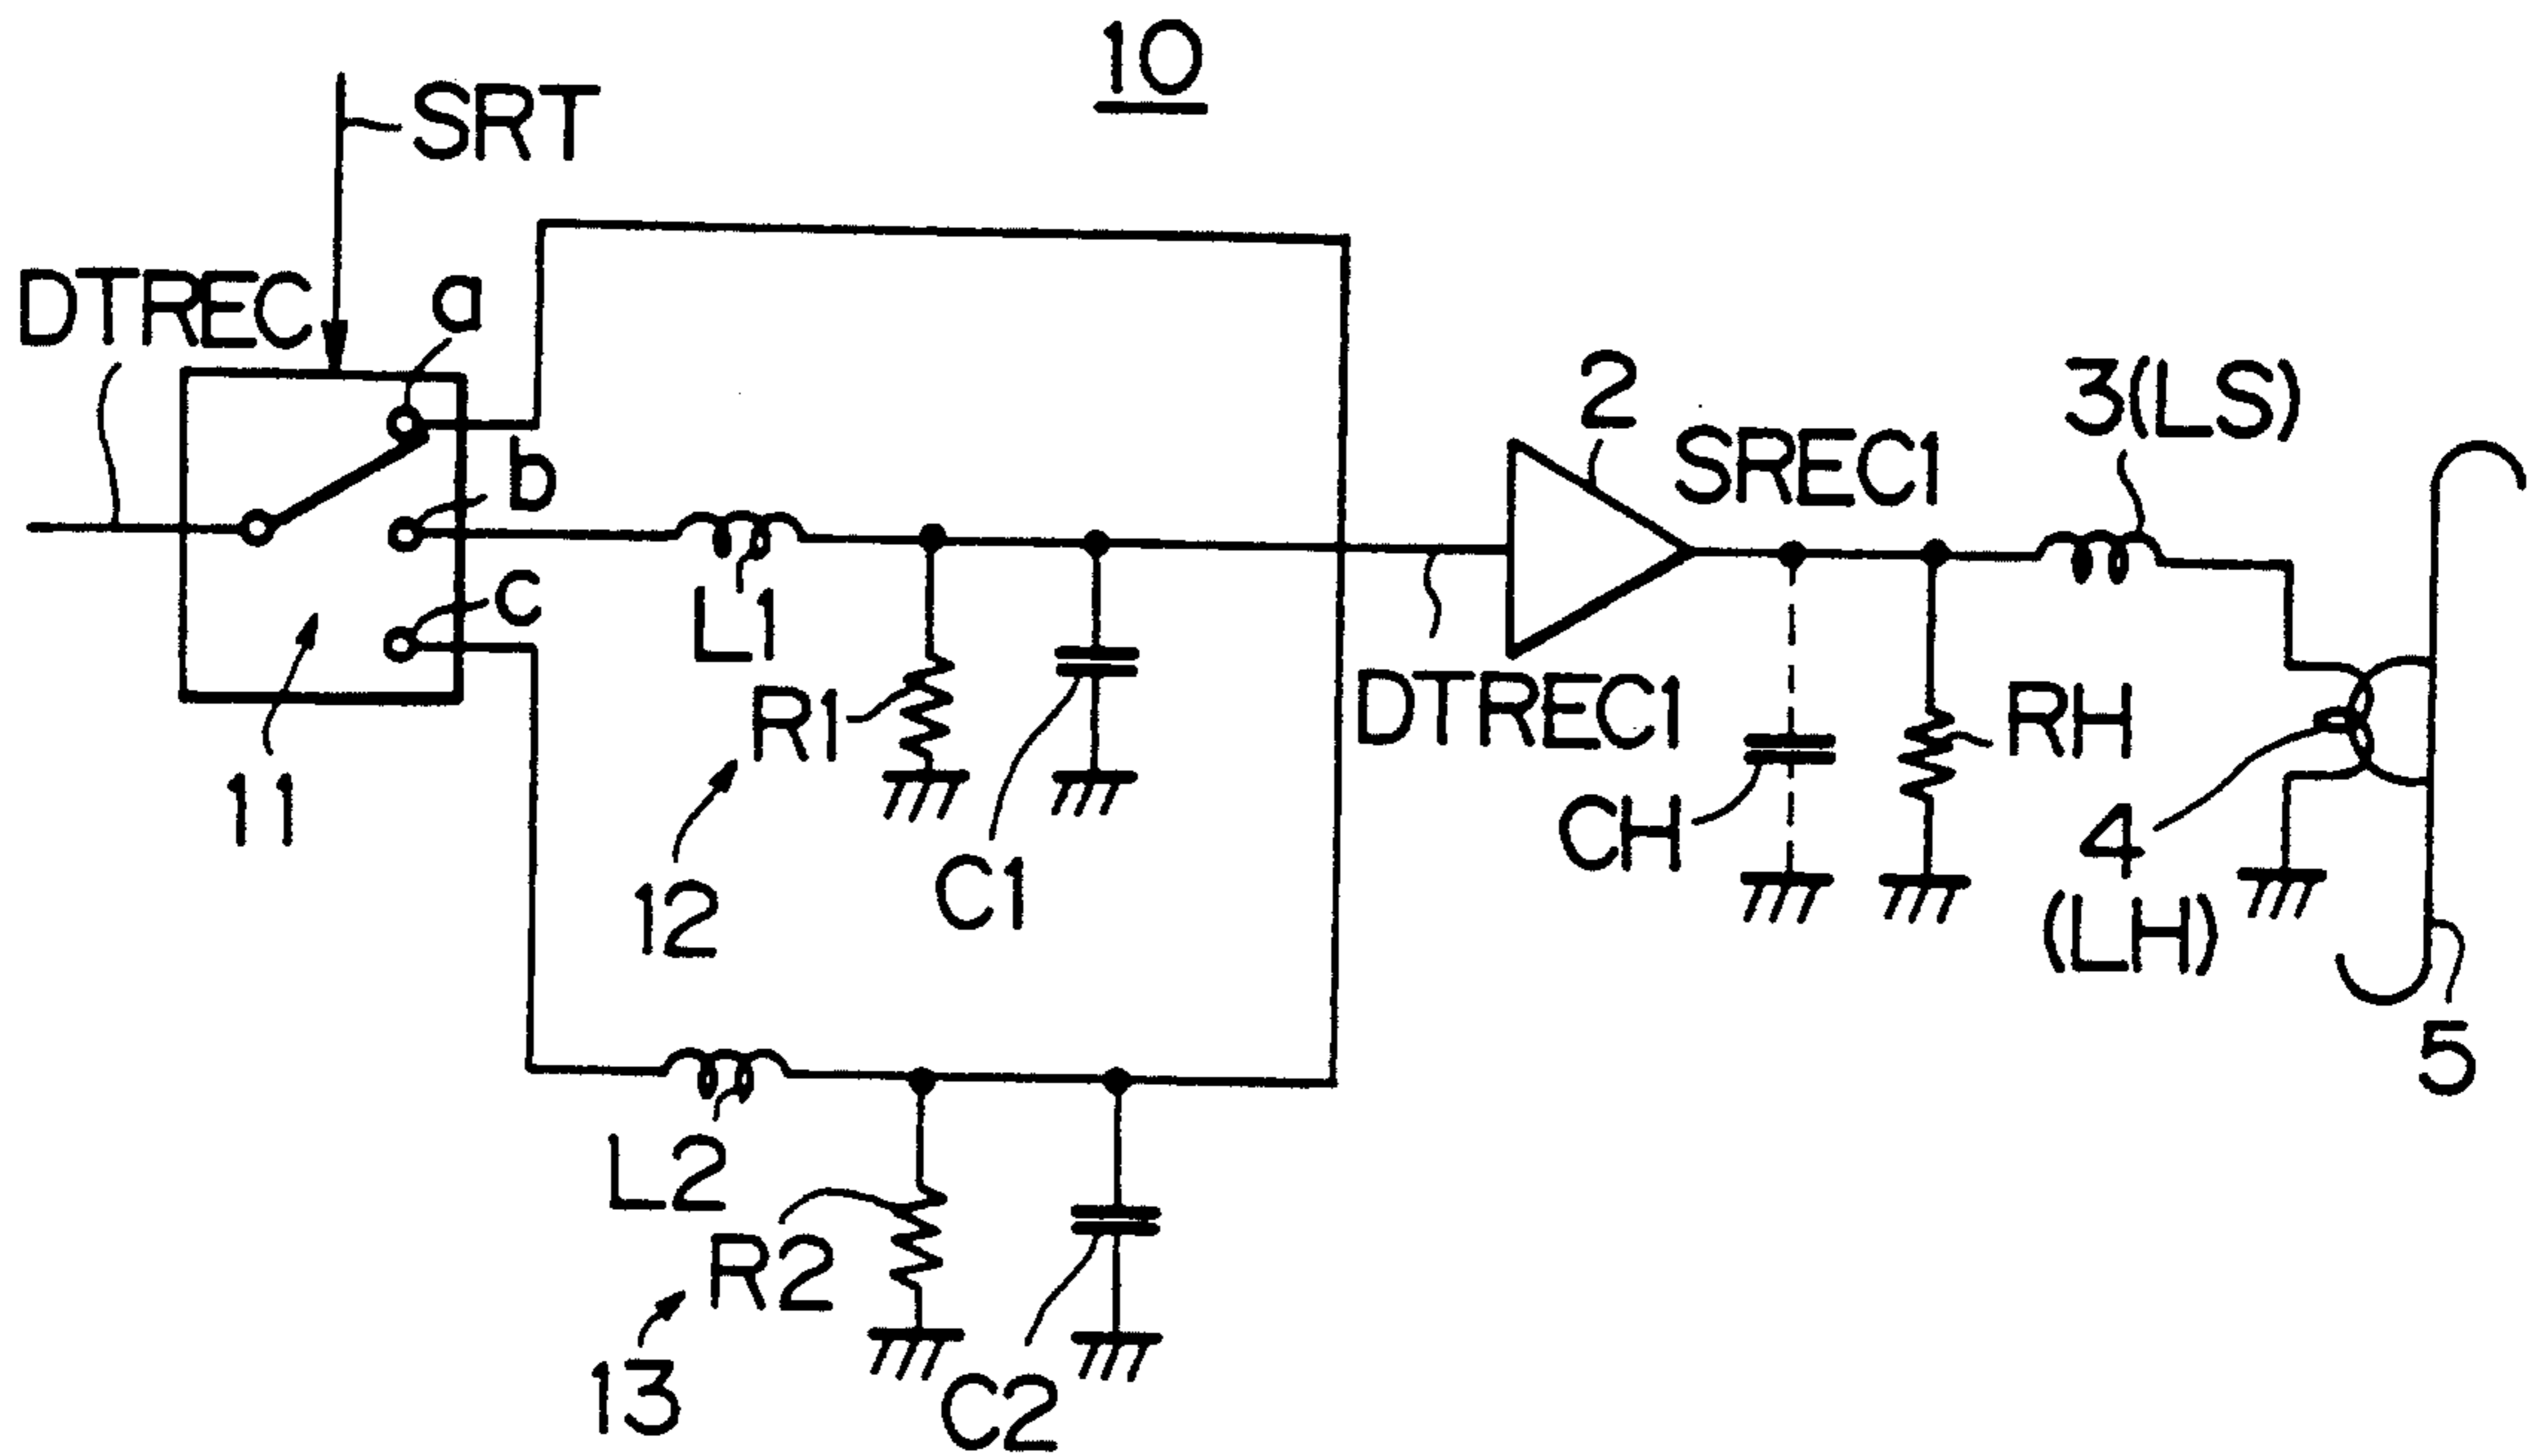 10
SRT
DTREC
a
b
c
11
L1
R1
12
C1
2
SREC1
3(LS)
DTREC1
CH
RH
4
(LH)
5
L2
R2
13
C2